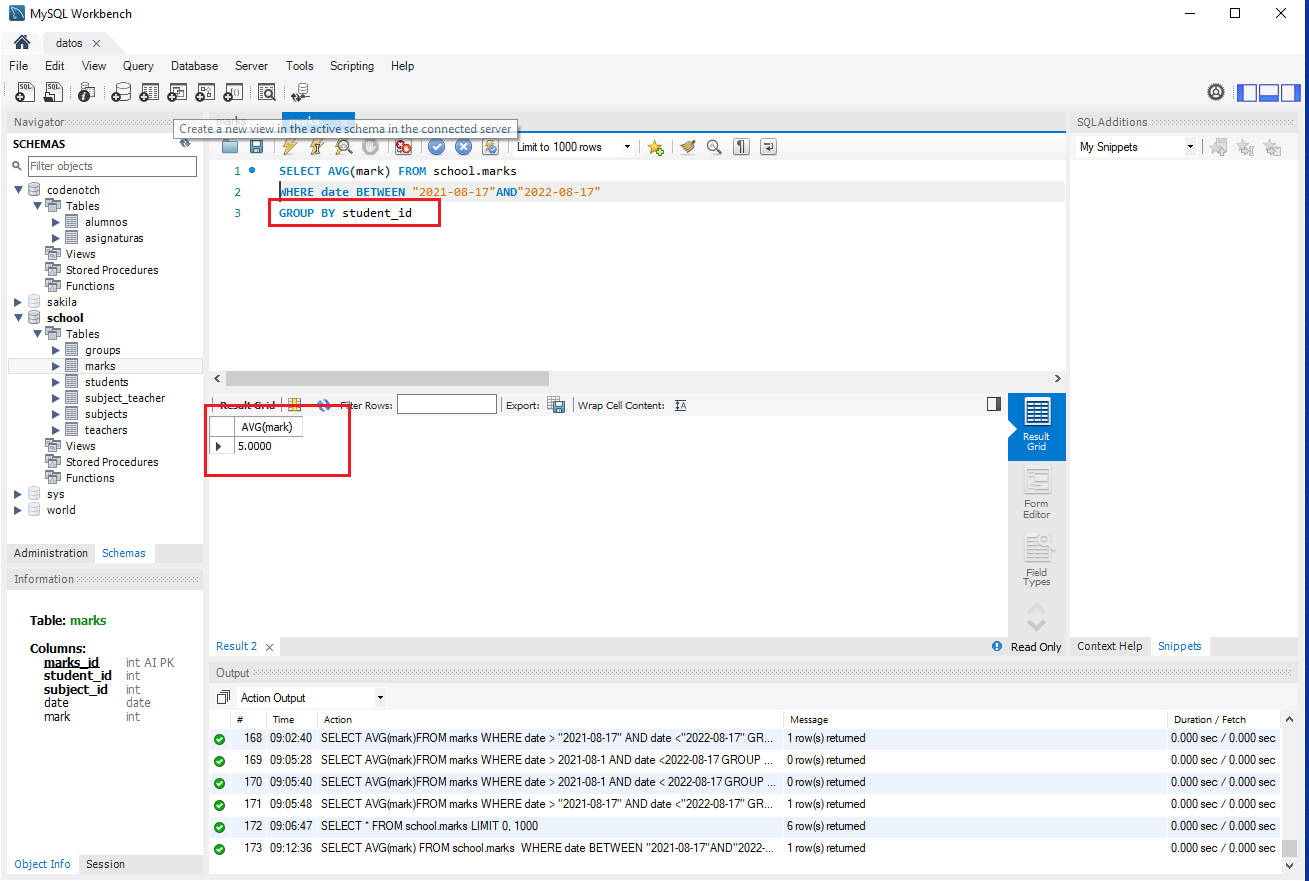 MySQL Workbench
datos
File Edit View Query Database Server Tools Scripting Help
Navigator
SCHEMAS
Filter objects
codenotch
Tables
alumnos
asignaturas
Views
Stored Procedures
Functions
sakila
school
Tables
groups
marks
students
subject_teacher
subjects
teachers
Views
Stored Procedures
Functions
sys
world
Administration Schemas
Information
Table: marks
Columns:
marks_id int AI PK
student_id int
subject_id int
date date
mark int
Object Info Session
marks marks
Create a new view in the active schema in the connected server
Limit to 1000 rows
1 SELECT AVG(mark) FROM school.marks
2 WHERE date BETWEEN "2021-08-17"AND"2022-08-17"
3 GROUP BY student_id
Result Grid Filter Rows: Export: Wrap Cell Content:
AVG(mark)
5.0000
Result Grid
Form Editor
Field Types
Result 2 Read Only
SQLAdditions
My Snippets
Context Help Snippets
Output
Action Output
# Time Action Message Duration / Fetch
168 09:02:40 SELECT AVG(mark)FROM marks WHERE date > "2021-08-17" AND date <"2022-08-17" GR... 1 row(s) returned 0.000 sec / 0.000 sec
169 09:05:28 SELECT AVG(mark)FROM marks WHERE date > 2021-08-1 AND date <2022-08-17 GROUP ... 0 row(s) returned 0.000 sec / 0.000 sec
170 09:05:40 SELECT AVG(mark)FROM marks WHERE date > 2021-08-1 AND date < 2022-08-17 GROUP ... 0 row(s) returned 0.000 sec / 0.000 sec
171 09:05:48 SELECT AVG(mark)FROM marks WHERE date > "2021-08-17" AND date <"2022-08-17" GR... 1 row(s) returned 0.000 sec / 0.000 sec
172 09:06:47 SELECT * FROM school.marks LIMIT 0, 1000 6 row(s) returned 0.000 sec / 0.000 sec
173 09:12:36 SELECT AVG(mark) FROM school.marks WHERE date BETWEEN "2021-08-17"AND"2022-... 1 row(s) returned 0.000 sec / 0.000 sec